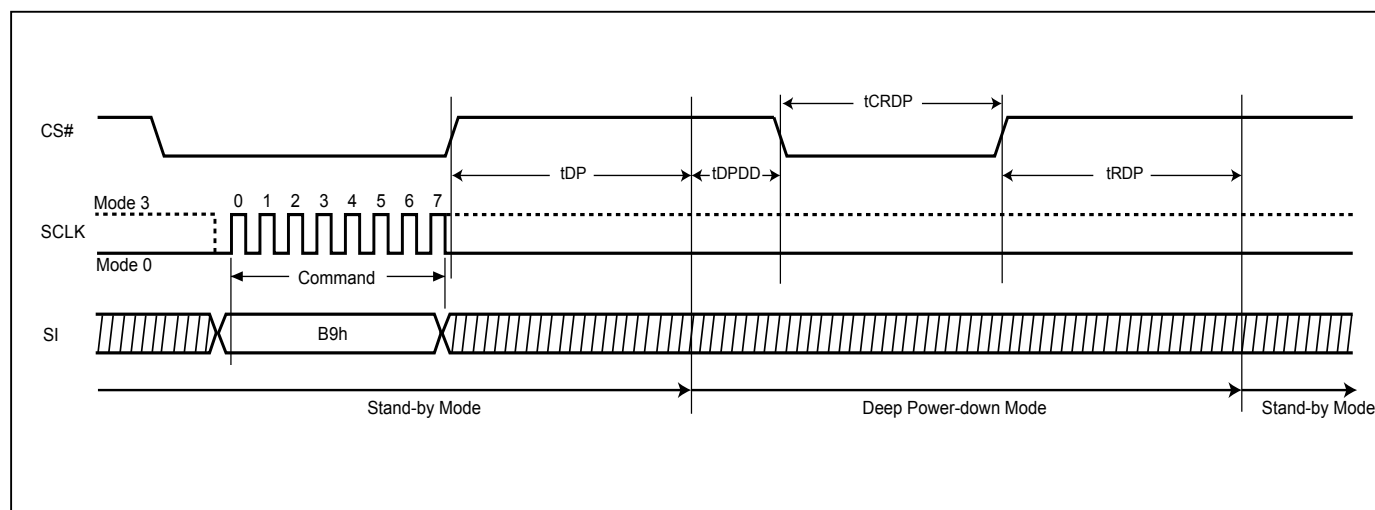 tCRDP
CS#
tDP
tDPDD
tRDP
Mode 3
0 1 2 3 4 5 6 7
SCLK
Mode 0
Command
SI
B9h
Stand-by Mode
Deep Power-down Mode
Stand-by Mode